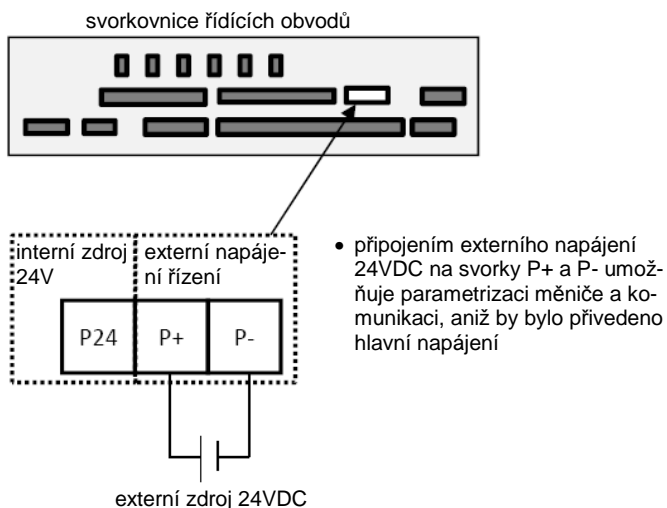 svorkovnice řídících obvodů
interní zdroj
24V
externí napáje-
ní řízení
P24 P+ P-
externí zdroj 24VDC
• připojením externího napájení
24VDC na svorky P+ a P- umož-
ňuje parametrizaci měniče a ko-
munikaci, aniž by bylo přivedeno
hlavní napájení